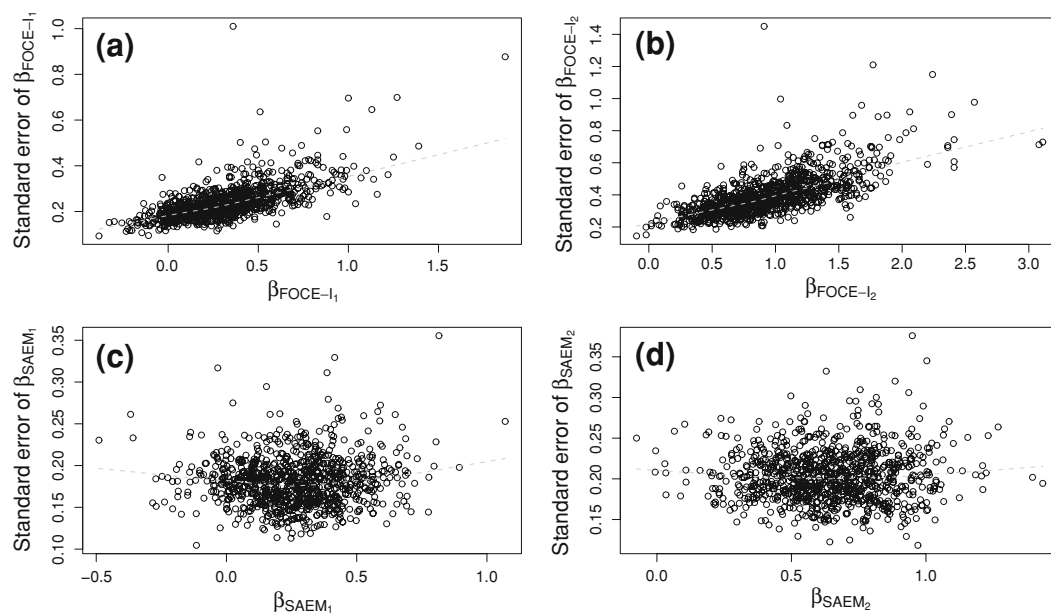 (a)
Standard error of βFOCE−I1
1.0
0.8
0.6
0.4
0.2
0.0 0.5 1.0 1.5
βFOCE−I1
(b)
Standard error of βFOCE−I2
1.4
1.2
1.0
0.8
0.6
0.4
0.2
0.0 0.5 1.0 1.5 2.0 2.5 3.0
βFOCE−I2
(c)
Standard error of βSAEM1
0.35
0.30
0.25
0.20
0.15
0.10
−0.5 0.0 0.5 1.0
βSAEM1
(d)
Standard error of βSAEM2
0.35
0.30
0.25
0.20
0.15
0.0 0.5 1.0
βSAEM2